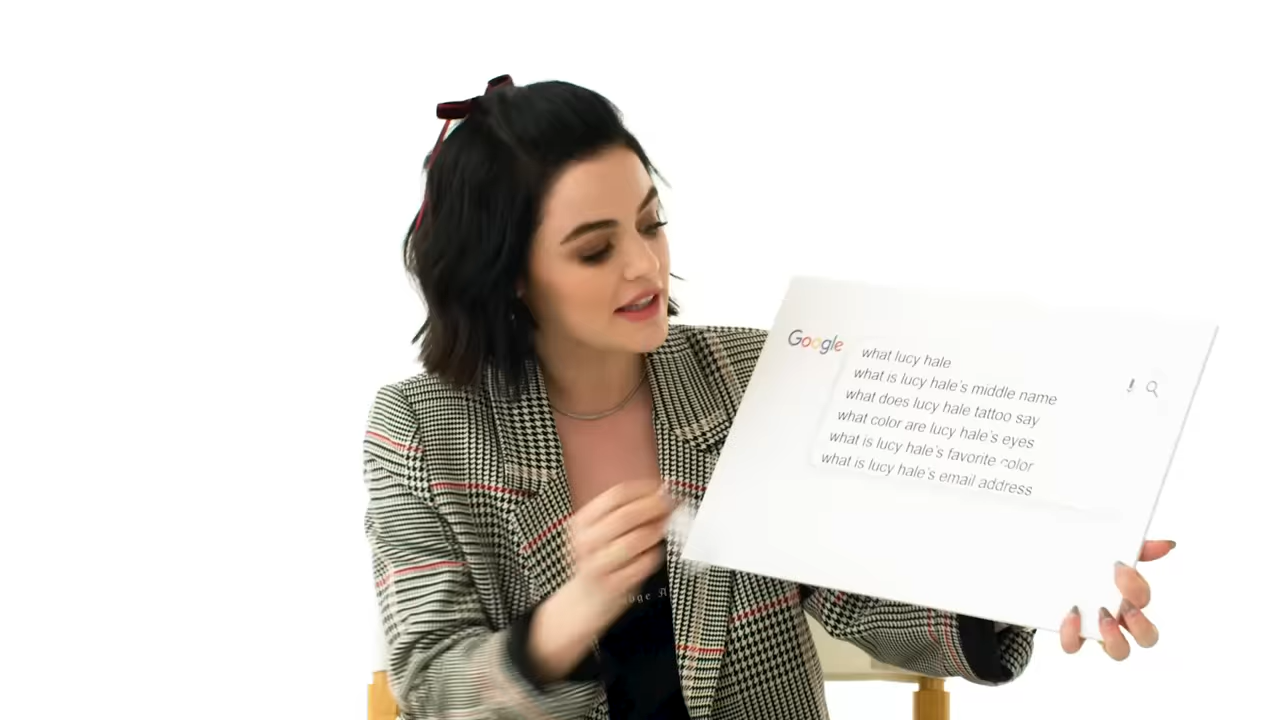 Google
what lucy hale
what is lucy hale's middle name
what does lucy hale tattoo say
what color are lucy hale's eyes
what is lucy hale's favorite color
what is lucy hale's email address